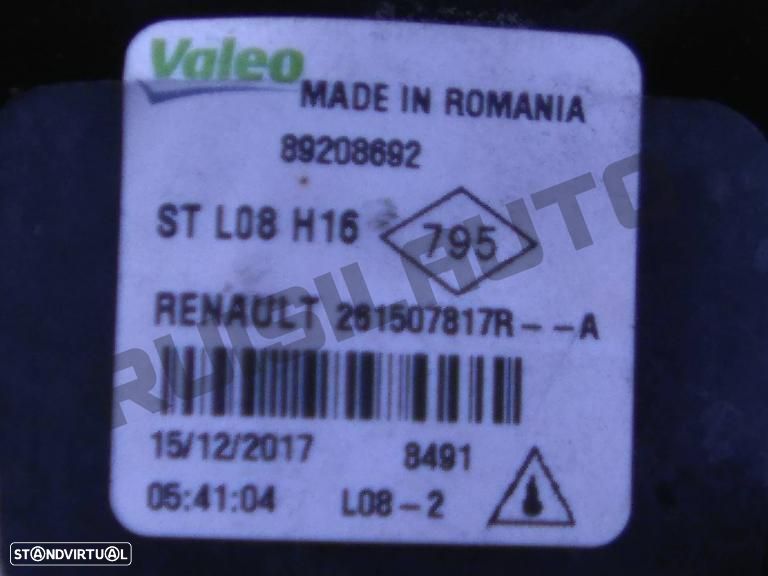 Valeo
MADE IN ROMANIA
89208692
ST L08 H16
795
RENAULT 261507817R--A
15/12/2017 8491
05:41:04 L08-2
RUISILAUTO
STANDVIRTUAL